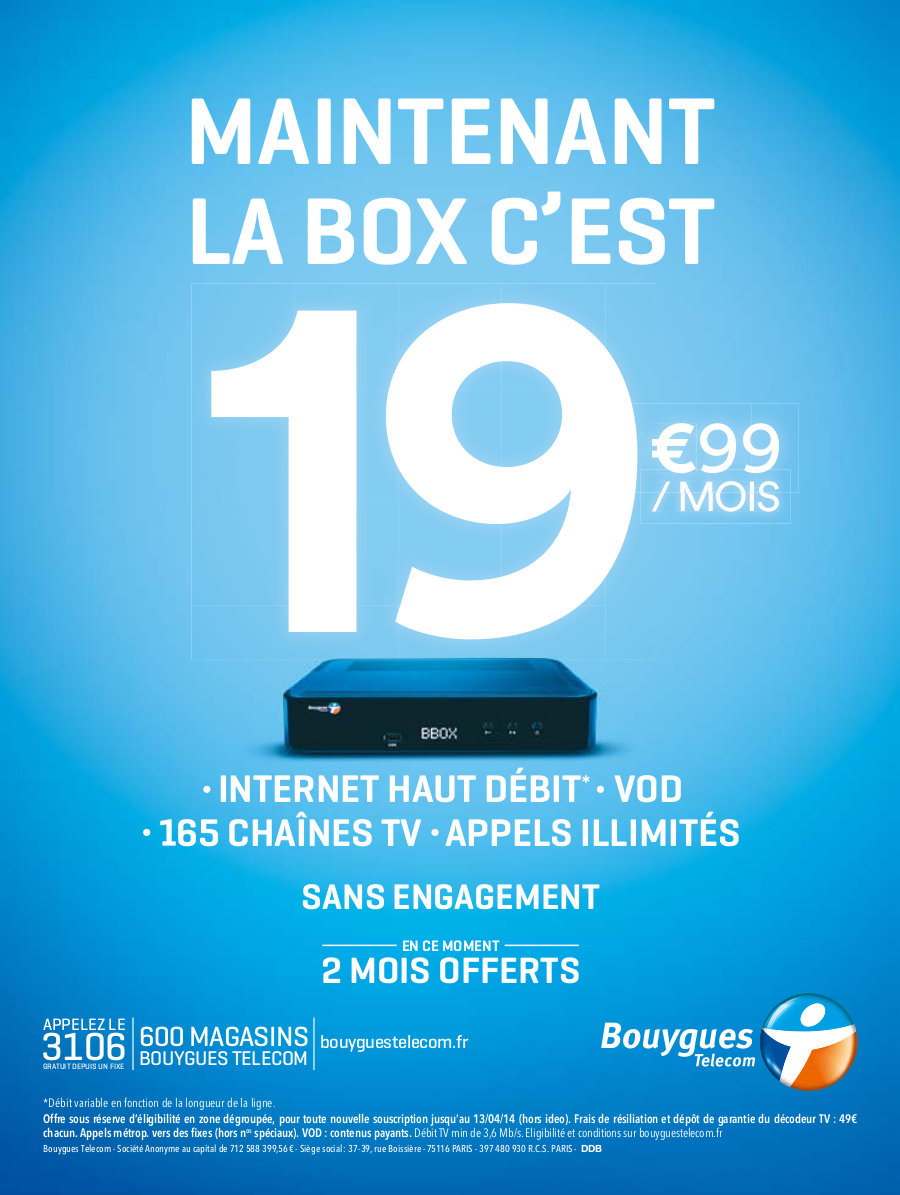 MAINTENANT
LA BOX C'EST
19
€99
/ MOIS
Bouygues
BBOX
· INTERNET HAUT DÉBIT* · VOD
· 165 CHAÎNES TV · APPELS ILLIMITÉS
SANS ENGAGEMENT
EN CE MOMENT
2 MOIS OFFERTS
APPELEZ LE
3106
GRATUIT DEPUIS UN FIXE
600 MAGASINS
BOUYGUES TELECOM
bouyguestelecom.fr
Bouygues
Telecom
*Débit variable en fonction de la longueur de la ligne.
Offre sous réserve d'éligibilité en zone dégroupée, pour toute nouvelle souscription jusqu'au 13/04/14 (hors ideo). Frais de résiliation et dépôt de garantie du décodeur TV : 49€
chacun. Appels métrop. vers des fixes (hors nos spéciaux). VOD : contenus payants. Débit TV min de 3,6 Mb/s. Eligibilité et conditions sur bouyguestelecom.fr
Bouygues Telecom - Société Anonyme au capital de 712 588 399,56 € - Siège social : 37-39, rue Boissière - 75116 PARIS - 397 480 930 R.C.S. PARIS - DDB